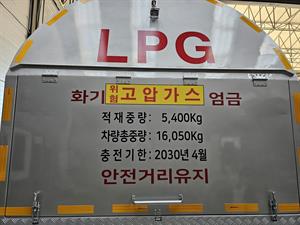 LPG
화기 위험 고압가스 엄금
적재중량: 5,400Kg
차량총중량: 16,050Kg
충전기한: 2030년 4월
안전거리유지